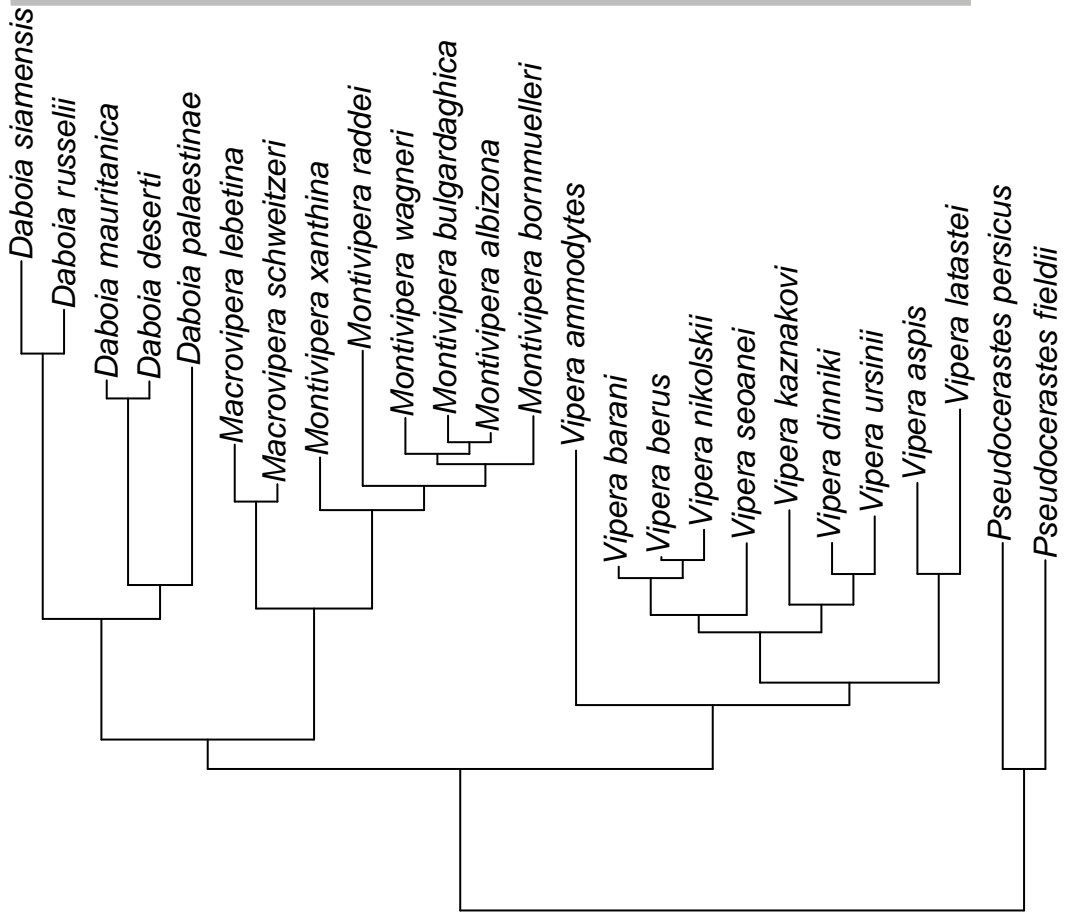 Daboia siamensis
Daboia russelii
Daboia mauritanica
Daboia deserti
Daboia palaestinae
Macrovipera lebetina
Macrovipera schweitzeri
Montivipera xanthina
Montivipera raddei
Montivipera wagneri
Montivipera bulgardaghica
Montivipera albizona
Montivipera bornmuelleri
Vipera ammodytes
Vipera barani
Vipera berus
Vipera nikolskii
Vipera seoanei
Vipera kaznakovi
Vipera dinniki
Vipera ursinii
Vipera aspis
Vipera latastei
Pseudocerastes persicus
Pseudocerastes fieldii